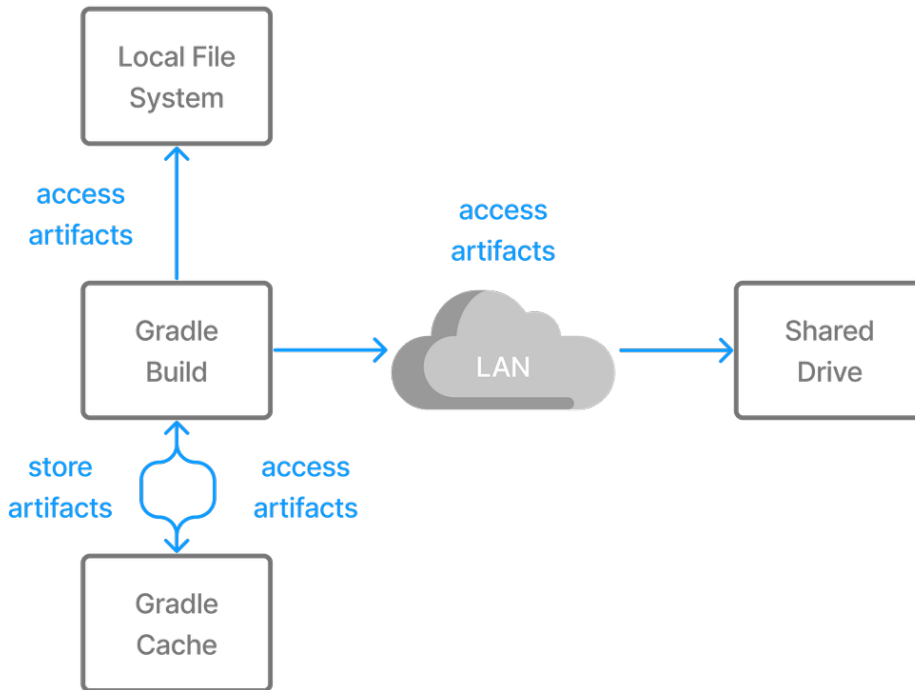 Local File
System
access
artifacts
access
artifacts
Gradle
Build
LAN
Shared
Drive
store
artifacts
access
artifacts
Gradle
Cache